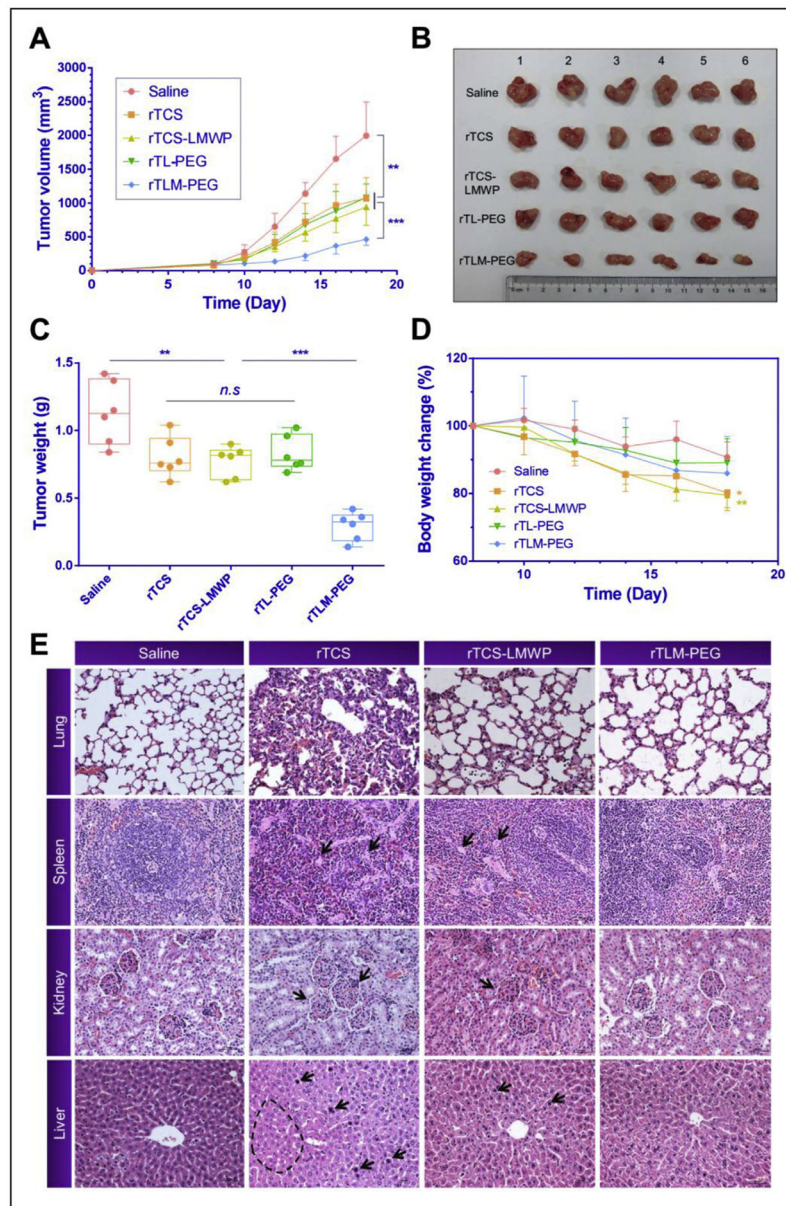 A
Tumor volume (mm³)
3000
2500
2000
1500
1000
500
0
Saline
rTCS
rTCS-LMWP
rTL-PEG
rTLM-PEG
**
***
0
5
10
15
20
Time (Day)
B
1 2 3 4 5 6
Saline
rTCS
rTCS-
LMWP
rTL-PEG
rTLM-PEG
C
Tumor weight (g)
1.5
1.0
0.5
0.0
** ***
n.s
Saline
rTCS
rTCS-LMWP
rTL-PEG
rTLM-PEG
D
Body weight change (%)
120
100
80
60
Saline
rTCS
rTCS-LMWP
rTL-PEG
rTLM-PEG
*
**
10
15
20
Time (Day)
E
Saline rTCS rTCS-LMWP rTLM-PEG
Lung
Spleen
Kidney
Liver